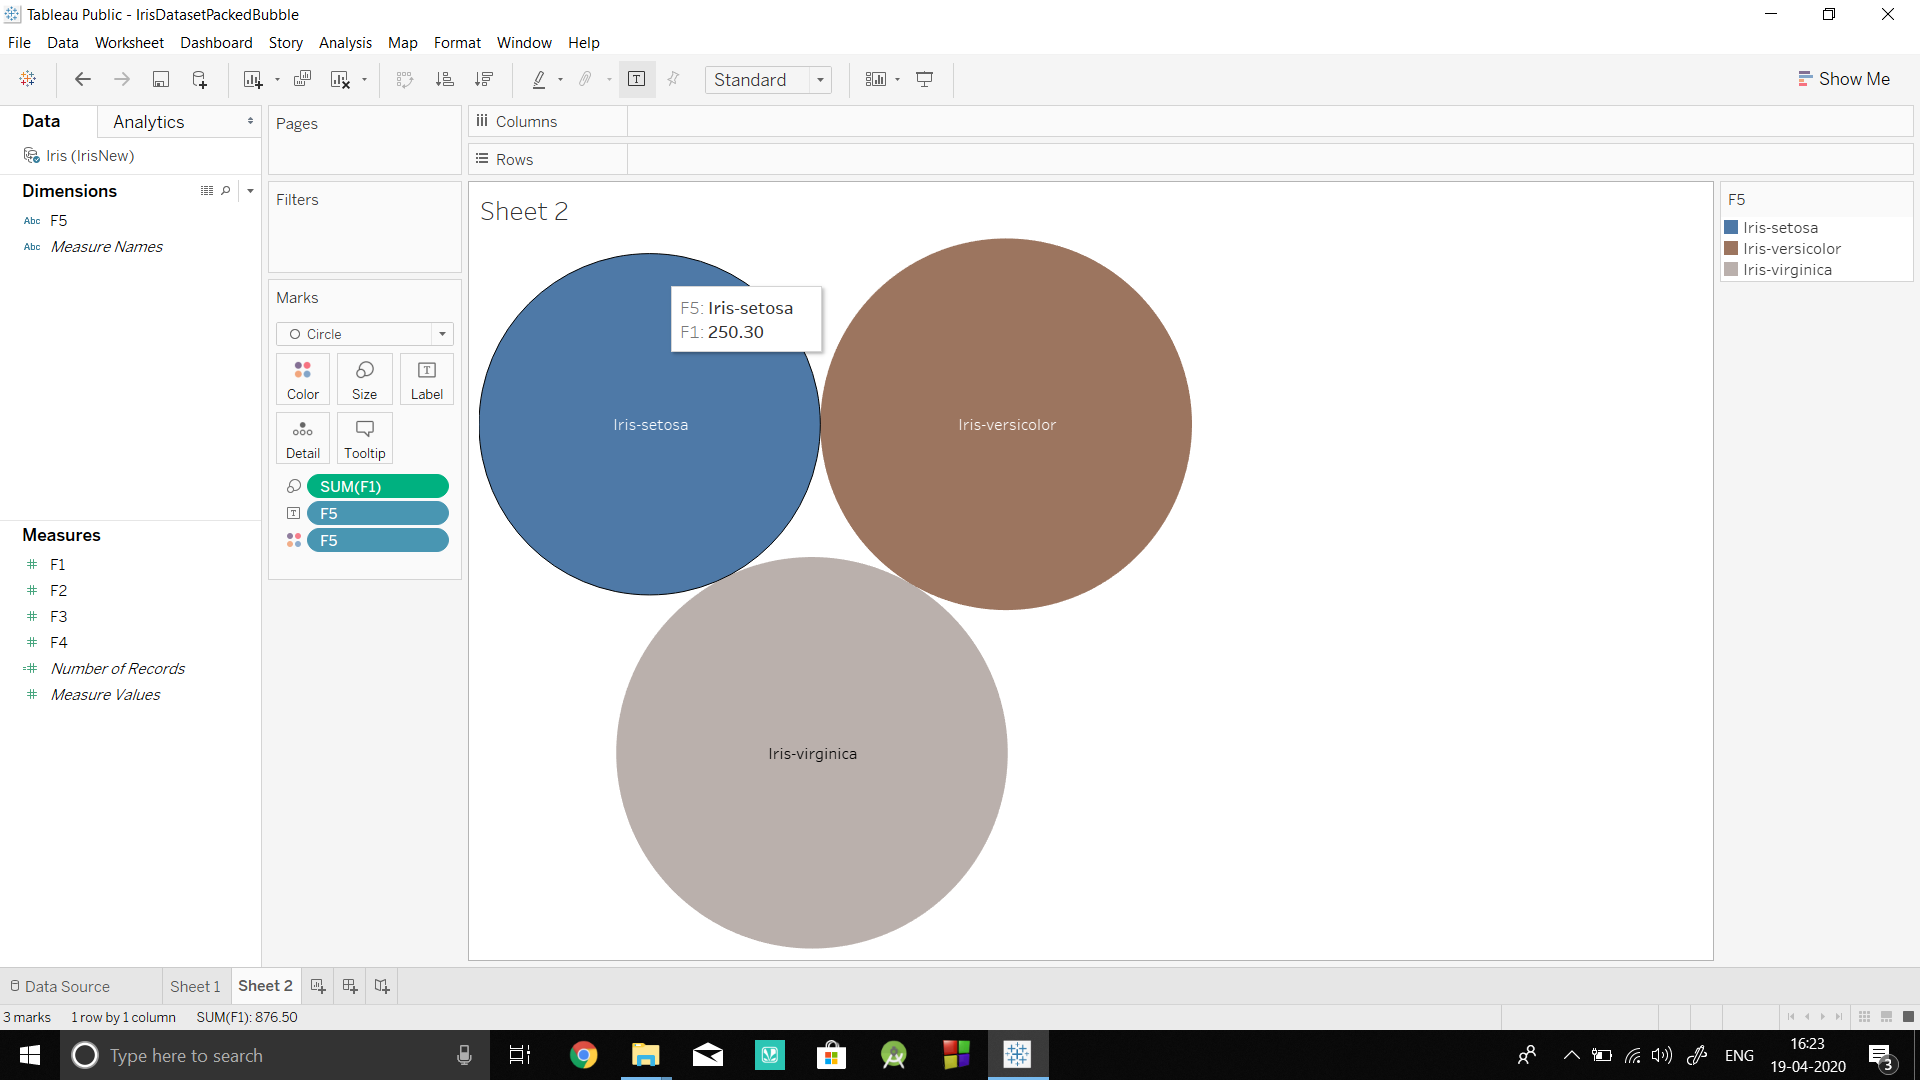 Tableau Public - IrisDatasetPackedBubble
File Data Worksheet Dashboard Story Analysis Map Format Window Help
Standard
Show Me
Data Analytics
Iris (IrisNew)
Dimensions
Abc F5
Abc Measure Names
Measures
F1
F2
F3
F4
Number of Records
Measure Values
Pages
Filters
Marks
Circle
Color Size Label
Detail Tooltip
SUM(F1)
F5
F5
Columns
Rows
Sheet 2
F5: Iris-setosa
F1: 250.30
Iris-setosa
Iris-versicolor
Iris-virginica
F5
Iris-setosa
Iris-versicolor
Iris-virginica
Data Source Sheet 1 Sheet 2
3 marks 1 row by 1 column SUM(F1): 876.50
Type here to search
ENG
16:23
19-04-2020
3